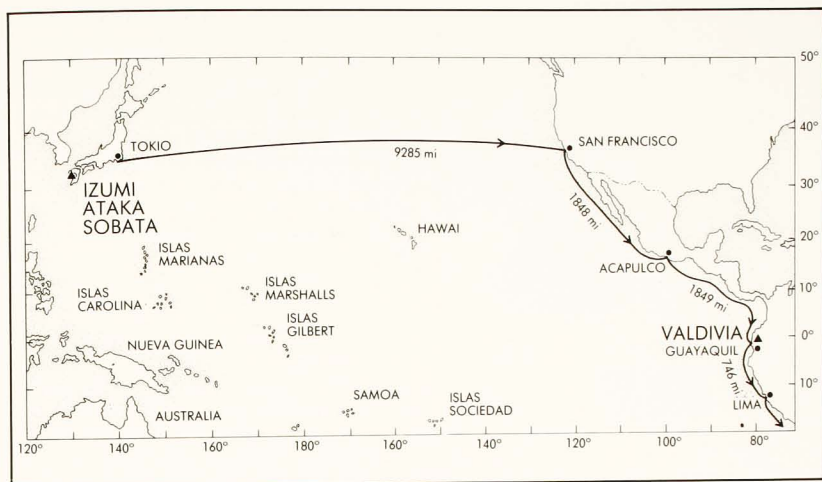 50°
40°
30°
20°
10°
0°
10°
TOKIO
SAN FRANCISCO
9285 mi
IZUMI
ATAKA
SOBATA
1848 mi
HAWAI
ISLAS
MARIANAS
ACAPULCO
ISLAS
CAROLINA
ISLAS
MARSHALLS
1849 mi
ISLAS
GILBERT
VALDIVIA
GUAYAQUIL
NUEVA GUINEA
746 mi
SAMOA
ISLAS
SOCIEDAD
LIMA
AUSTRALIA
120° 140° 160° 180° 160° 140° 120° 100° 80°